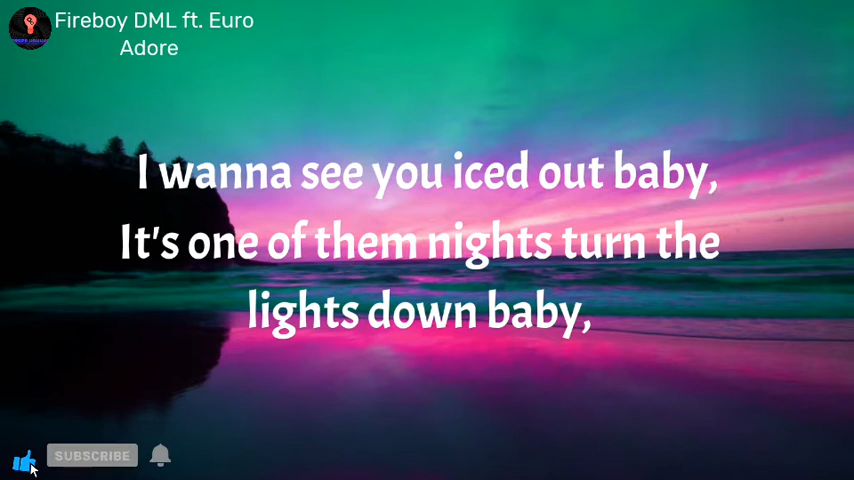 Fireboy DML ft. Euro
Adore
I wanna see you iced out baby,
It's one of them nights turn the
lights down baby,
SUBSCRIBE